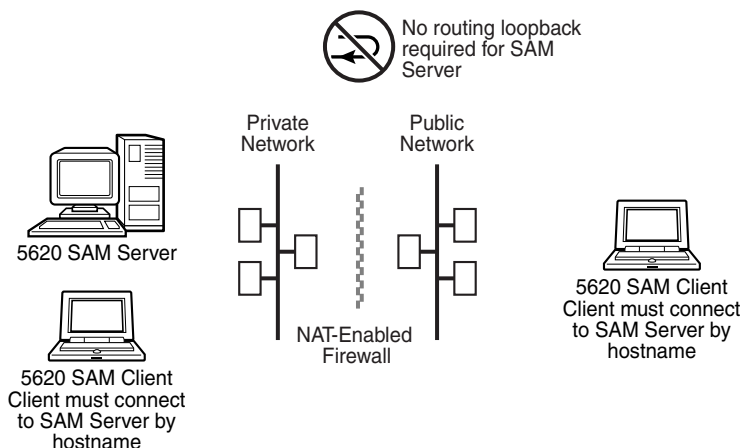 No routing loopback
required for SAM
Server
Private
Network
Public
Network
5620 SAM Server
NAT-Enabled
Firewall
5620 SAM Client
Client must connect
to SAM Server by
hostname
5620 SAM Client
Client must connect
to SAM Server by
hostname